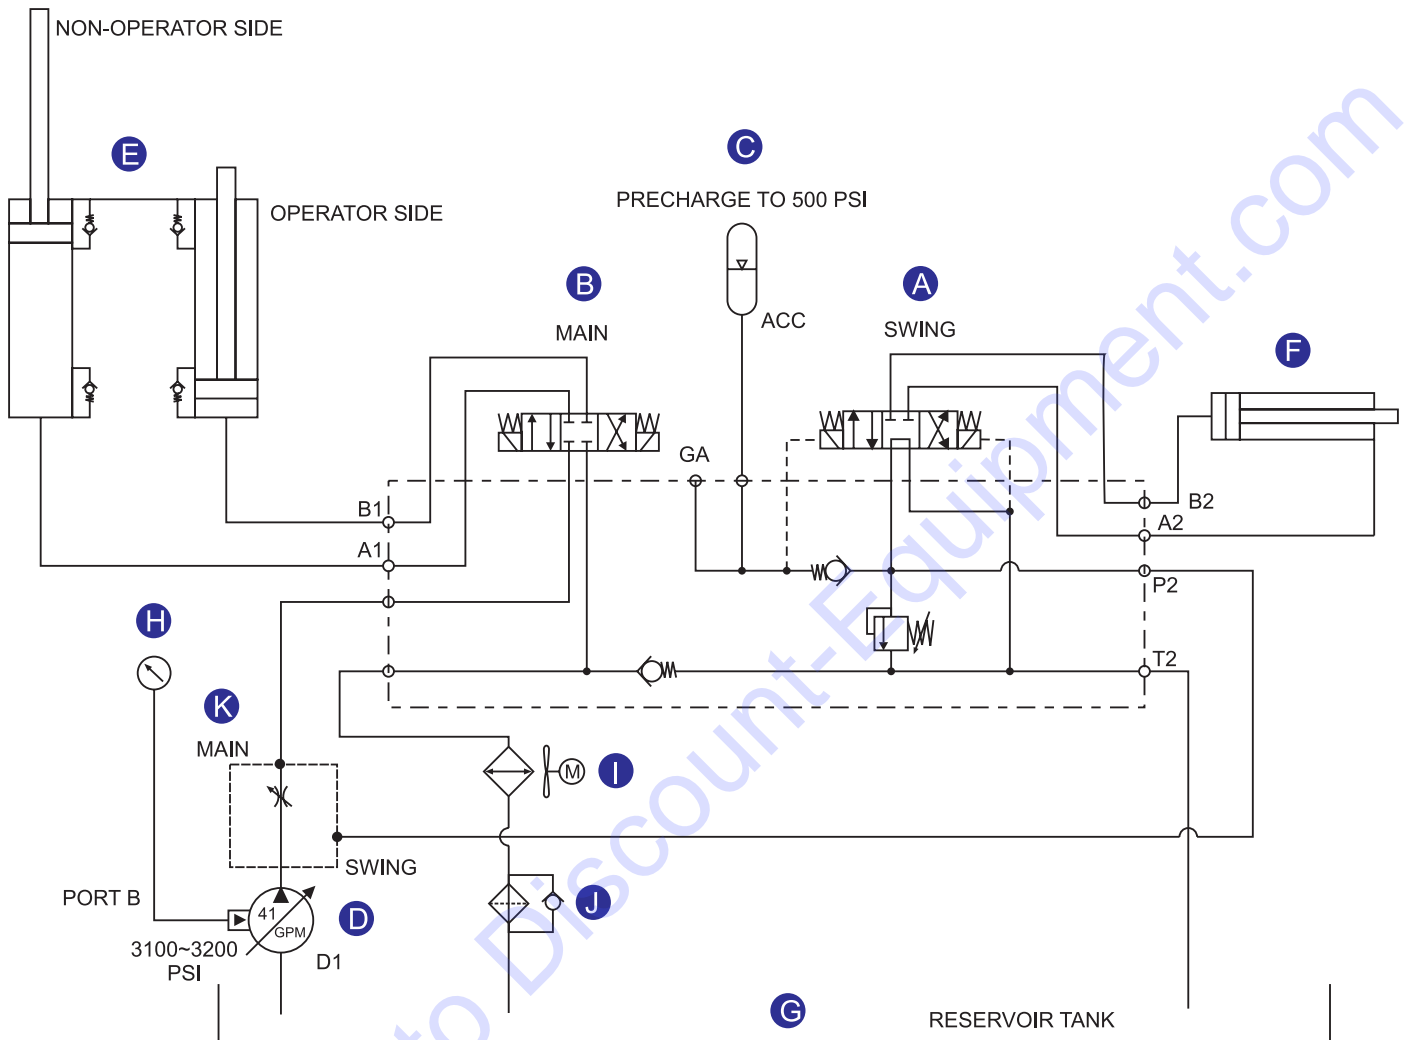 NON-OPERATOR SIDE
E
C
PRECHARGE TO 500 PSI
OPERATOR SIDE
B
A
ACC
MAIN
SWING
F
GA
B1
B2
A1
A2
P2
H
T2
K
MAIN
M
I
SWING
PORT B
41
GPM
D
J
3100~3200
PSI
D1
G
RESERVOIR TANK
to Discount-Equipment.com